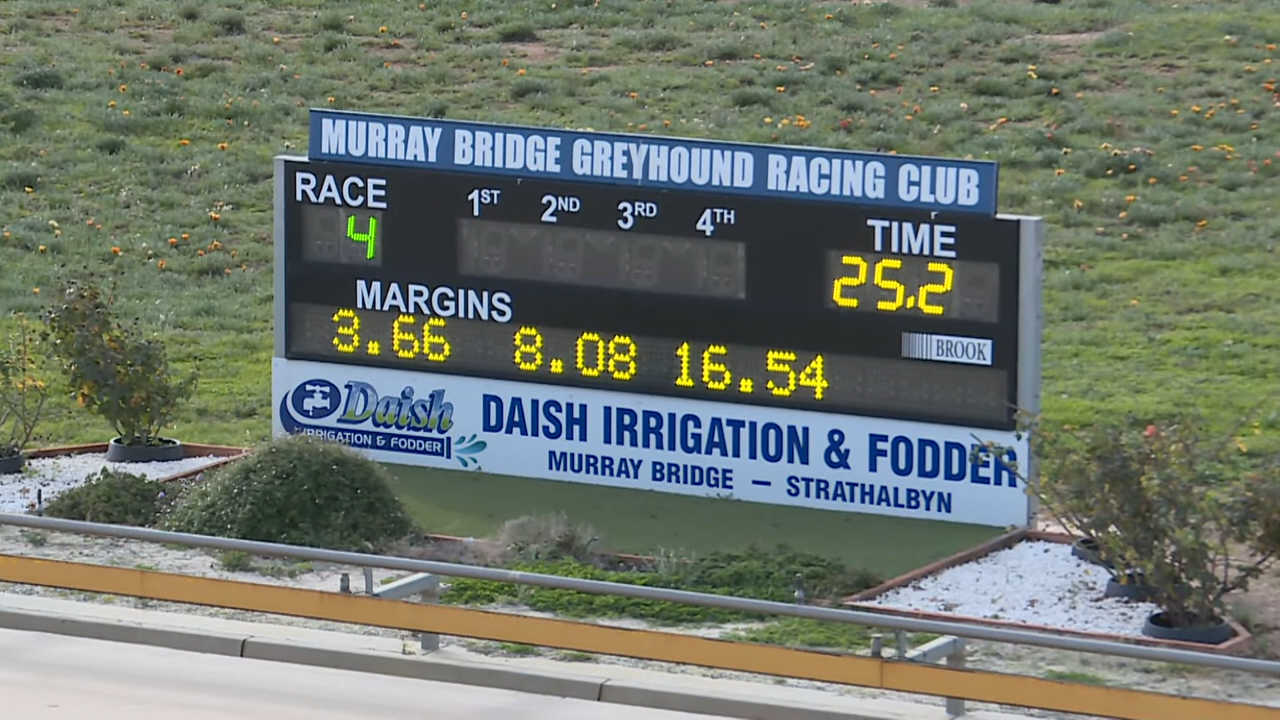 MURRAY BRIDGE GREYHOUND RACING CLUB
RACE 1ST 2ND 3RD 4TH TIME
4 25.2
MARGINS
3.66 8.08 16.54
BROOK
Daish
IRRIGATION & FODDER
DAISH IRRIGATION & FODDER
MURRAY BRIDGE — STRATHALBYN